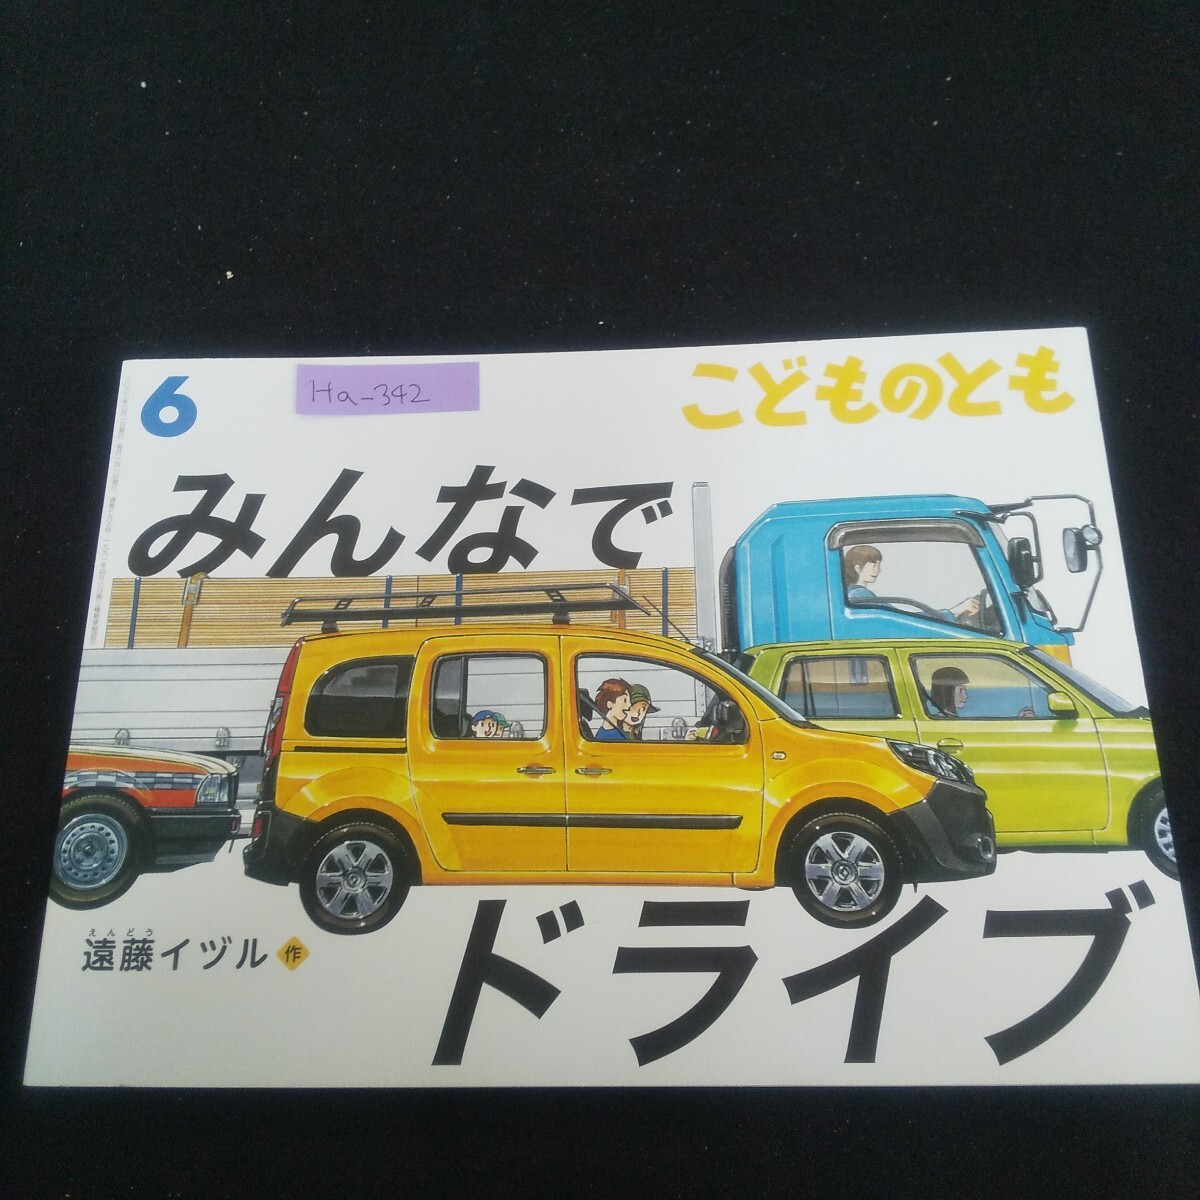 6
Ha-342
こどものとも
みんなで
ドライブ
えんどう
遠藤イヅル 作